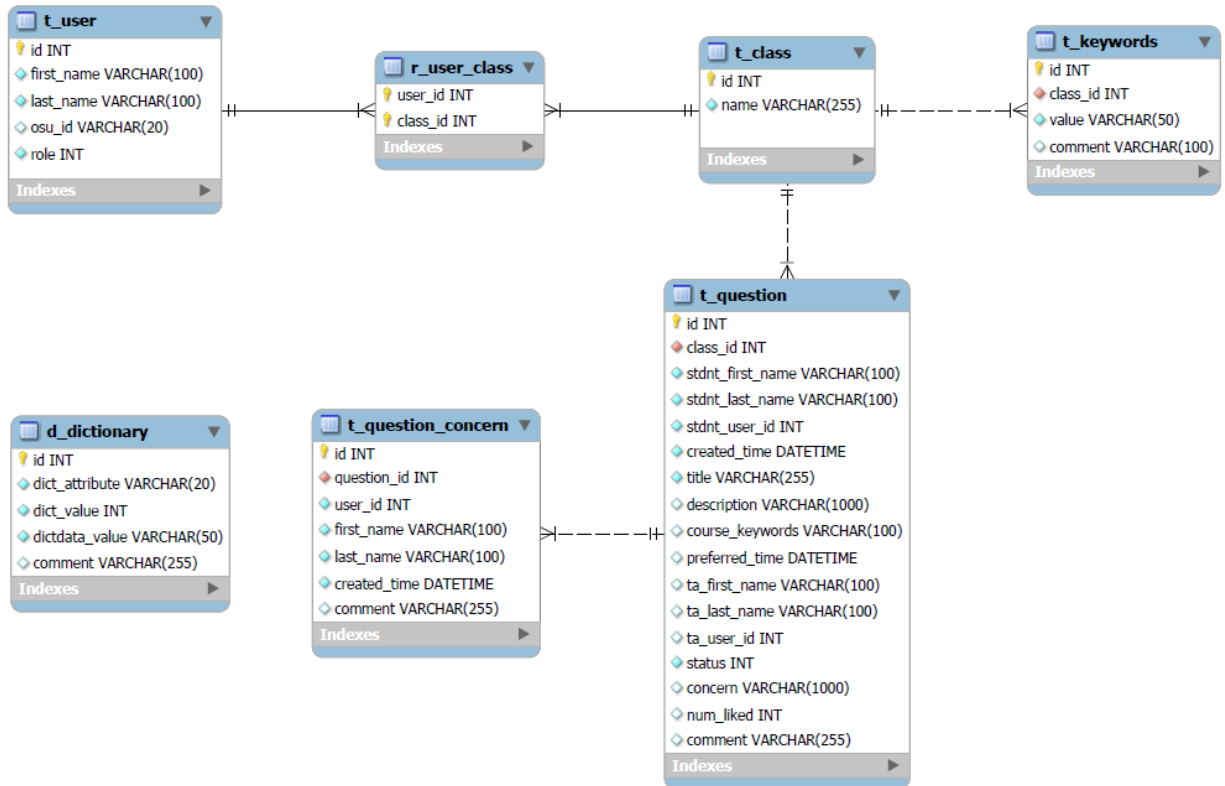 t_user
id INT
first_name VARCHAR(100)
last_name VARCHAR(100)
osu_id VARCHAR(20)
role INT
Indexes
r_user_class
user_id INT
class_id INT
Indexes
t_class
id INT
name VARCHAR(255)
Indexes
t_keywords
id INT
class_id INT
value VARCHAR(50)
comment VARCHAR(100)
Indexes
d_dictionary
id INT
dict_attribute VARCHAR(20)
dict_value INT
dictdata_value VARCHAR(50)
comment VARCHAR(255)
Indexes
t_question_concern
id INT
question_id INT
user_id INT
first_name VARCHAR(100)
last_name VARCHAR(100)
created_time DATETIME
comment VARCHAR(255)
Indexes
t_question
id INT
class_id INT
stdnt_first_name VARCHAR(100)
stdnt_last_name VARCHAR(100)
stdnt_user_id INT
created_time DATETIME
title VARCHAR(255)
description VARCHAR(1000)
course_keywords VARCHAR(100)
preferred_time DATETIME
ta_first_name VARCHAR(100)
ta_last_name VARCHAR(100)
ta_user_id INT
status INT
concern VARCHAR(1000)
num_liked INT
comment VARCHAR(255)
Indexes